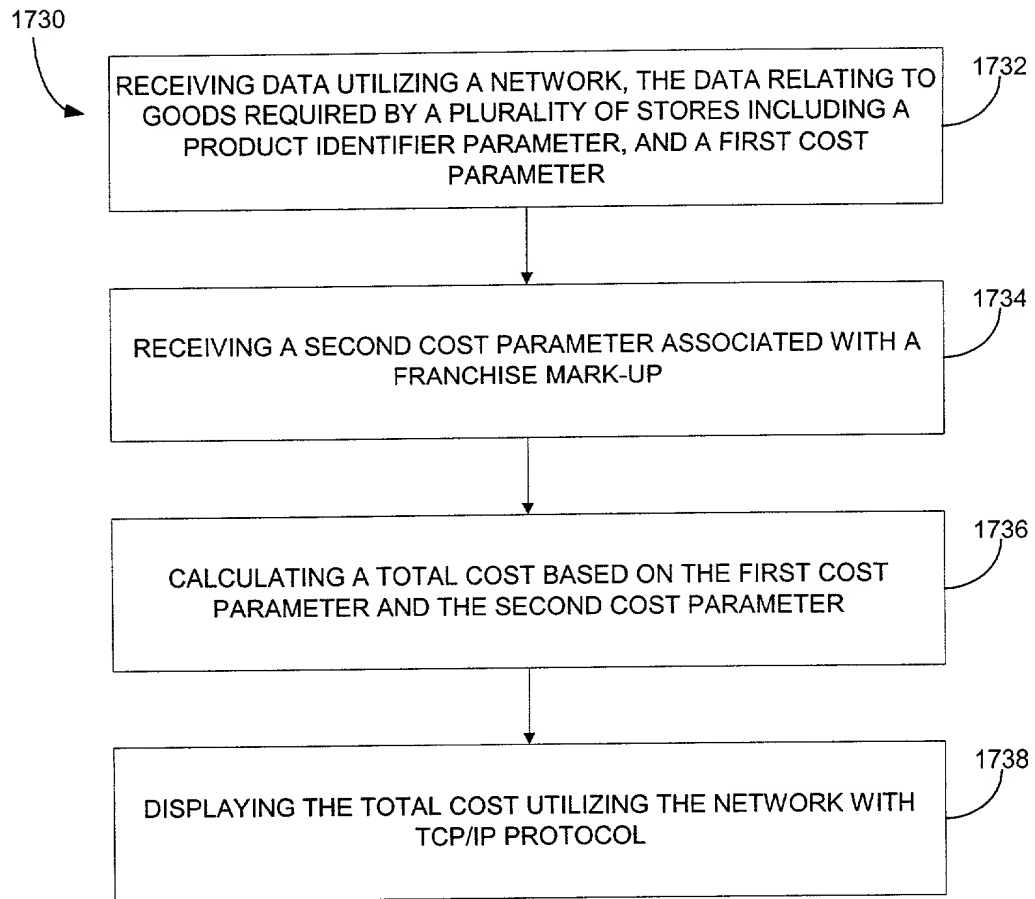 1730
RECEIVING DATA UTILIZING A NETWORK, THE DATA RELATING TO
GOODS REQUIRED BY A PLURALITY OF STORES INCLUDING A
PRODUCT IDENTIFIER PARAMETER, AND A FIRST COST
PARAMETER
1732
RECEIVING A SECOND COST PARAMETER ASSOCIATED WITH A
FRANCHISE MARK-UP
1734
CALCULATING A TOTAL COST BASED ON THE FIRST COST
PARAMETER AND THE SECOND COST PARAMETER
1736
DISPLAYING THE TOTAL COST UTILIZING THE NETWORK WITH
TCP/IP PROTOCOL
1738